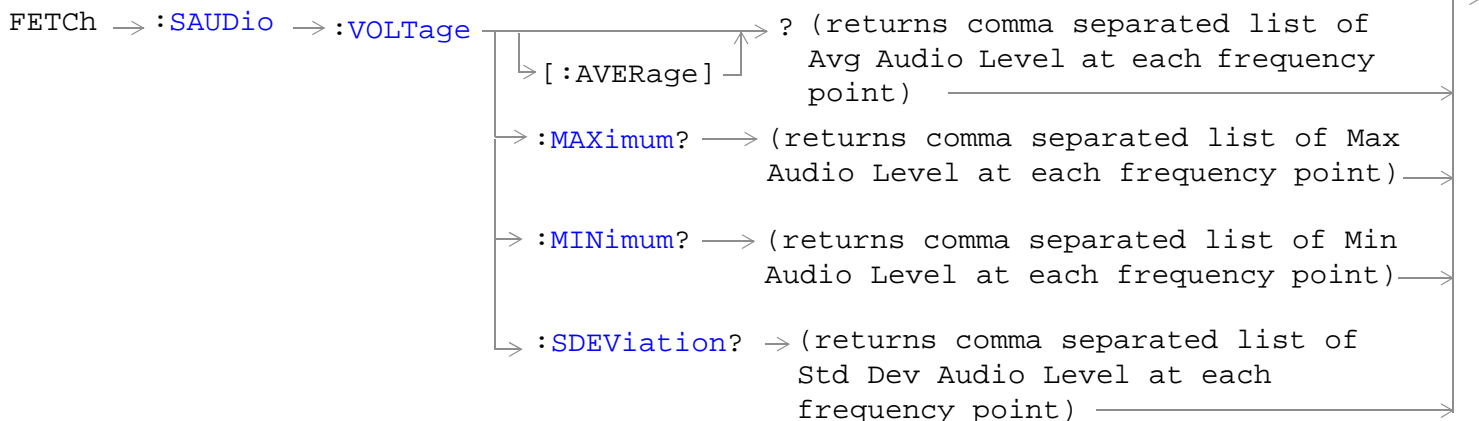 FETCh :SAUDio :VOLTage ? (returns comma separated list of
Avg Audio Level at each frequency
[:AVERage]
point)
:MAXimum? (returns comma separated list of Max
Audio Level at each frequency point)
:MINimum? (returns comma separated list of Min
Audio Level at each frequency point)
:SDEViation? (returns comma separated list of
Std Dev Audio Level at each
frequency point)